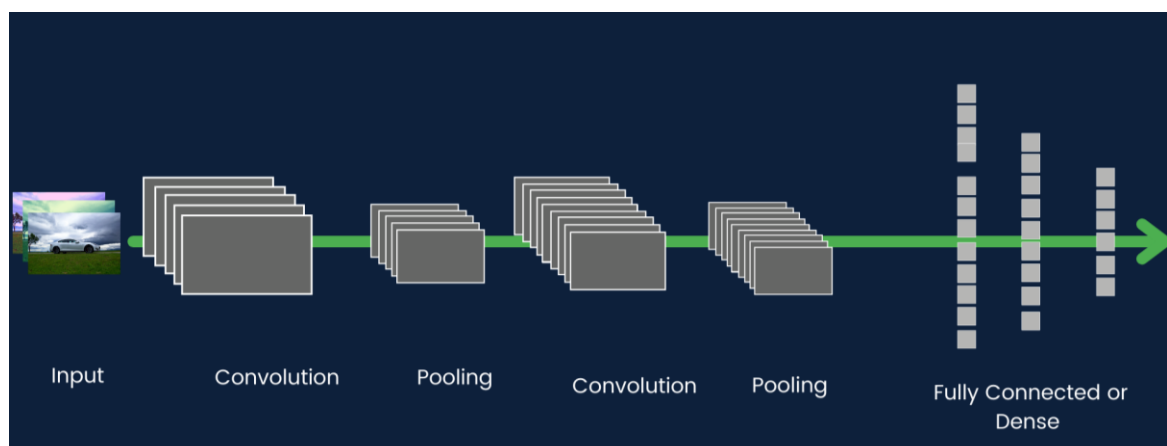 Input
Convolution
Pooling
Convolution
Pooling
Fully Connected or
Dense